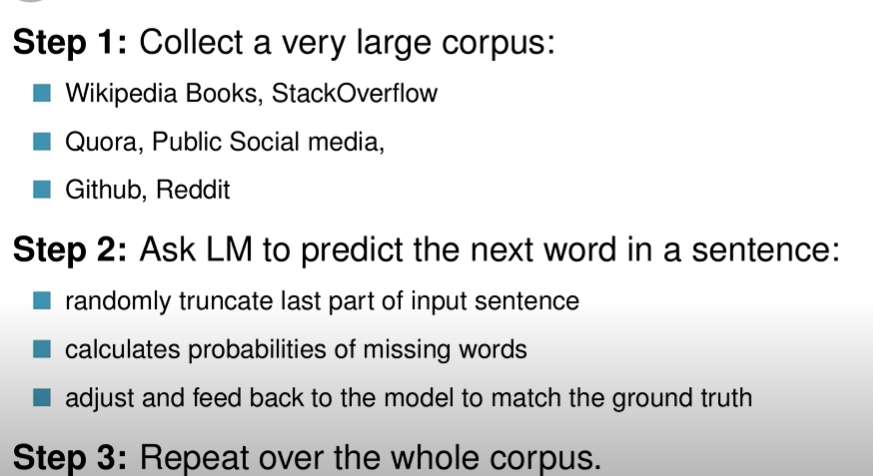 Step 1: Collect a very large corpus:
Wikipedia Books, StackOverflow
Quora, Public Social media,
Github, Reddit
Step 2: Ask LM to predict the next word in a sentence:
randomly truncate last part of input sentence
calculates probabilities of missing words
adjust and feed back to the model to match the ground truth
Step 3: Repeat over the whole corpus.